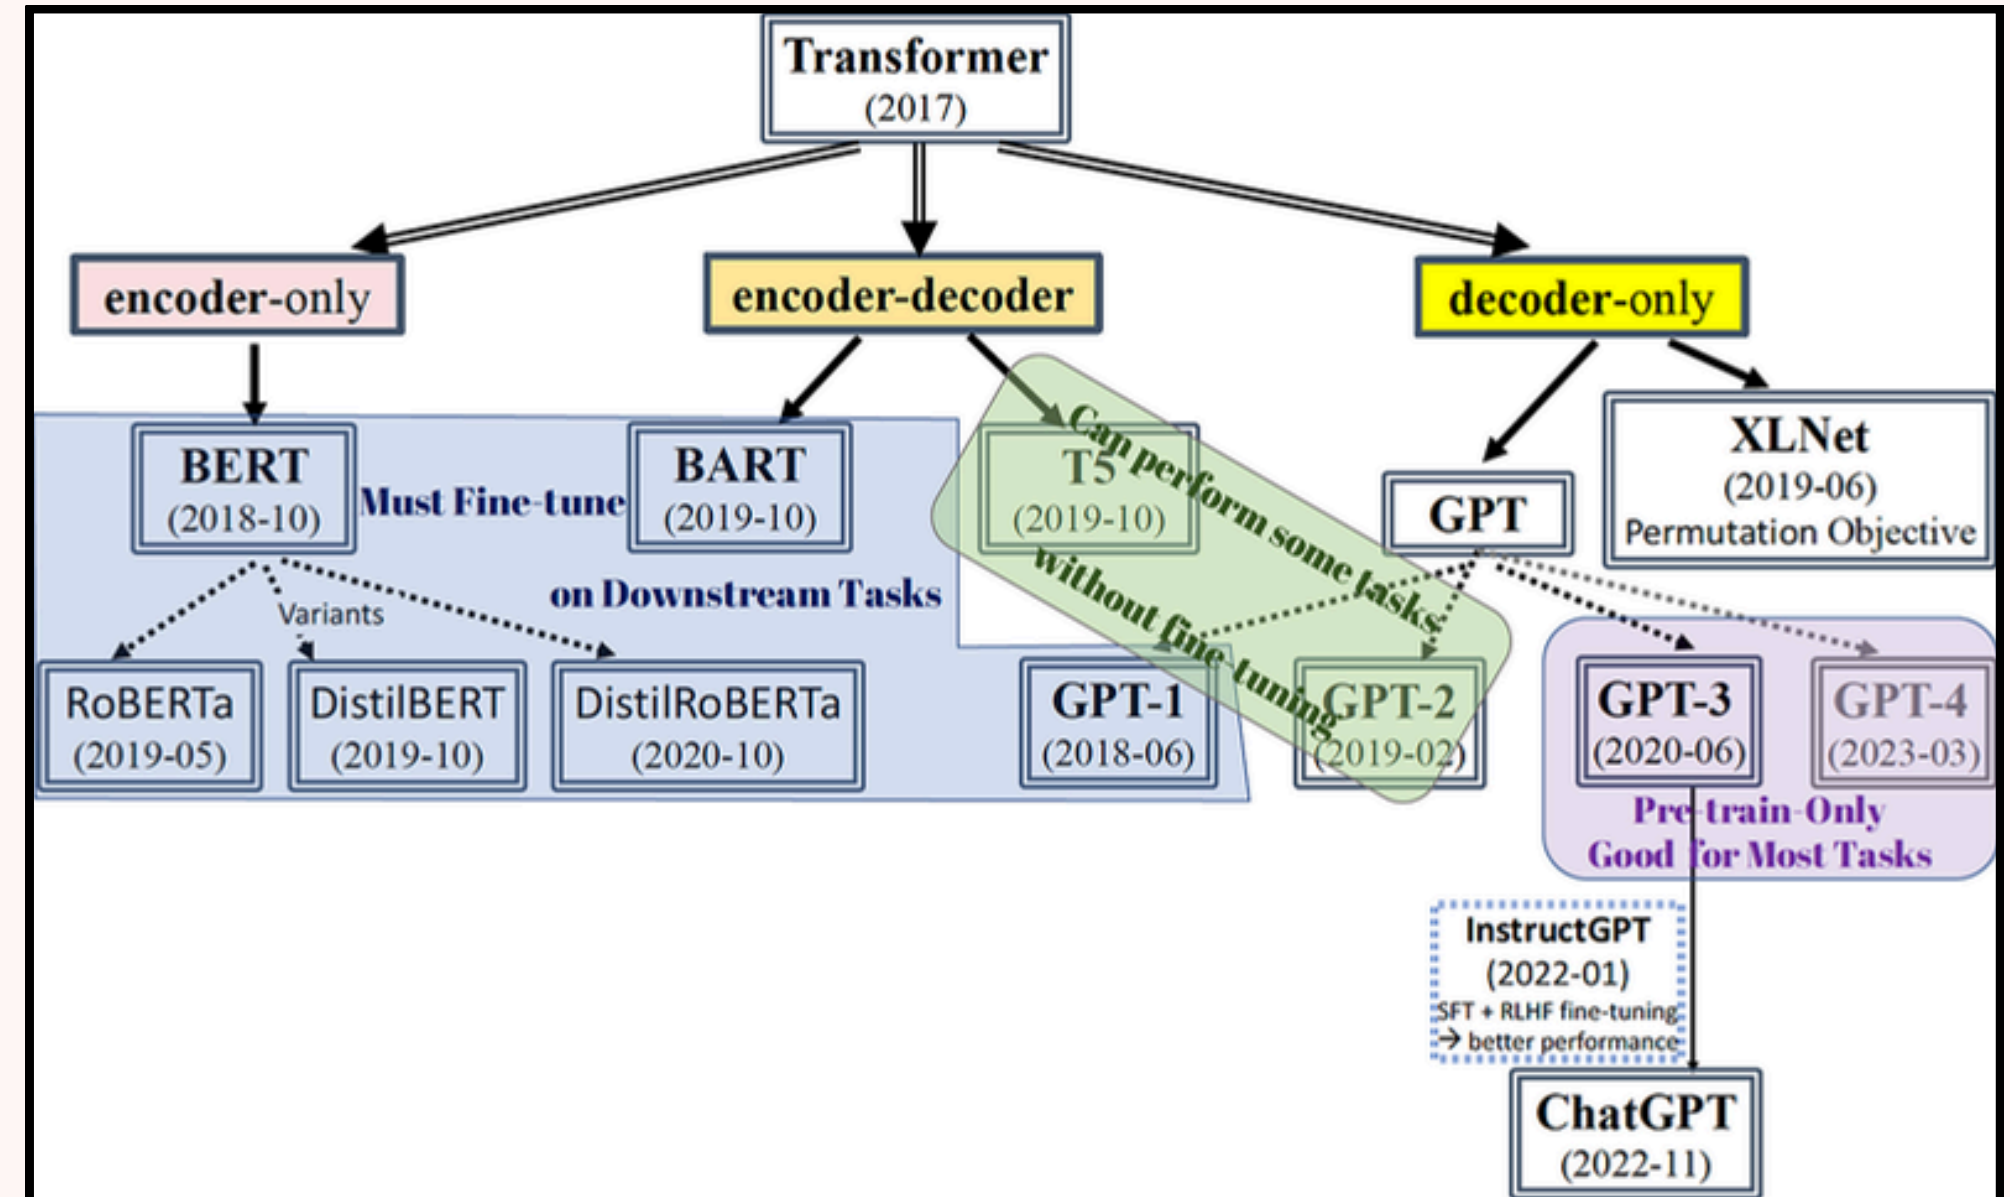 Transformer
(2017)
encoder-only
encoder-decoder
decoder-only
BERT
(2018-10)
Must Fine-tune
on Downstream Tasks
BART
(2019-10)
T5
(2019-10)
Can perform some tasks
without fine-tuning
GPT
XLNet
(2019-06)
Permutation Objective
Variants
RoBERTa
(2019-05)
DistilBERT
(2019-10)
DistilRoBERTa
(2020-10)
GPT-1
(2018-06)
GPT-2
(2019-02)
GPT-3
(2020-06)
GPT-4
(2023-03)
Pre-train-Only
Good for Most Tasks
InstructGPT
(2022-01)
SFT + RLHF fine-tuning
→ better performance
ChatGPT
(2022-11)